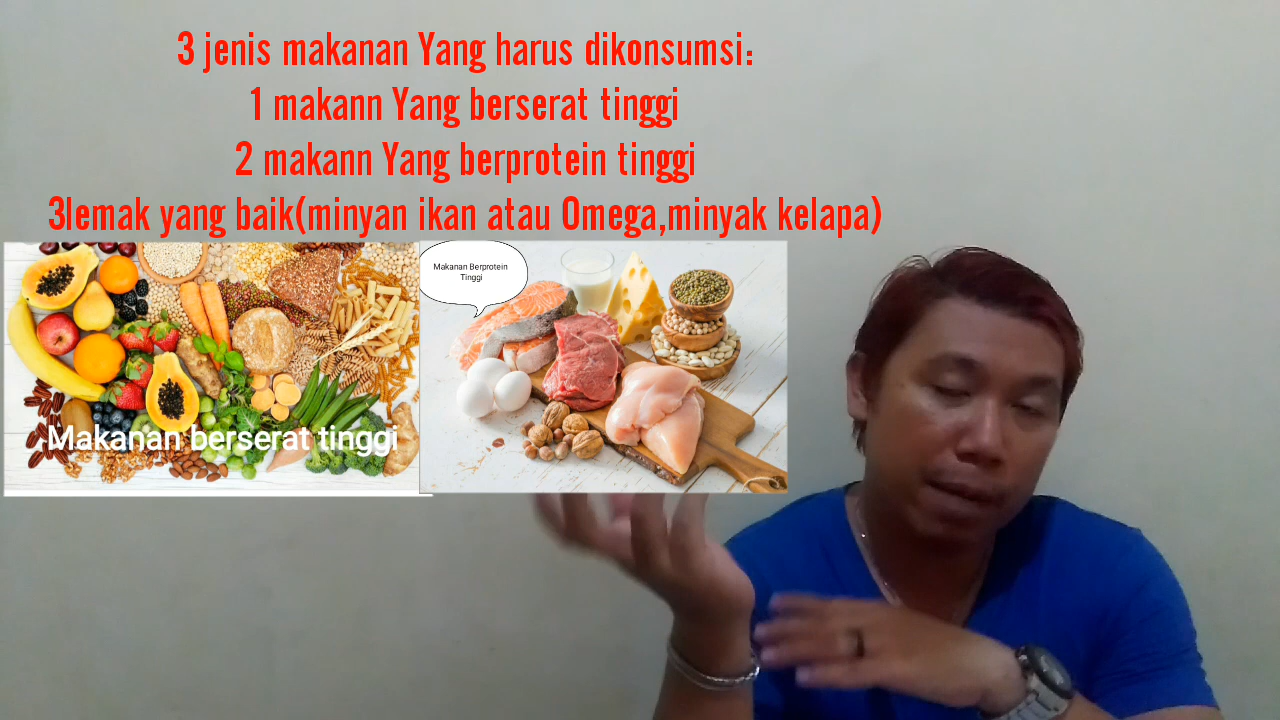 3 jenis makanan Yang harus dikonsumsi:
1 makann Yang berserat tinggi
2 makann Yang berprotein tinggi
3lemak yang baik(minyan ikan atau Omega,minyak kelapa)
Makanan Berprotein
Tinggi
Makanan berserat tinggi